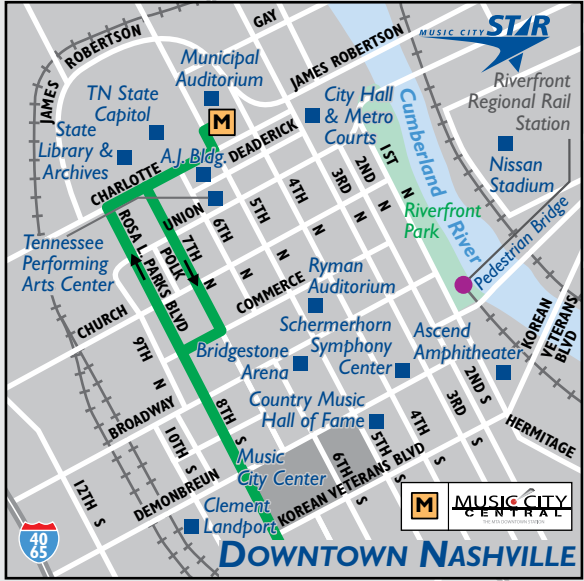 GAY
MUSIC CITY STAR
JAMES ROBERTSON
JAMES ROBERTSON
Municipal
Auditorium
Riverfront
Regional Rail
Station
TN State
Capitol
City Hall
& Metro
Courts
M
DEADERICK
State
Library &
Archives
A.J. Bldg.
Cumberland
River
Nissan
Stadium
CHARLOTTE
1ST N
2ND N
3RD N
4TH N
5TH N
6TH N
7TH N
UNION
POLK
ROSA L. PARKS BLVD
Riverfront
Park
Pedestrian Bridge
Tennessee
Performing
Arts Center
COMMERCE
Ryman
Auditorium
CHURCH
KOREAN
VETERANS
BLVD
Schermerhorn
Symphony
Center
Ascend
Amphitheater
9TH N
Bridgestone
Arena
2ND S
BROADWAY
8TH S
Country Music
Hall of Fame
3RD S
4TH S
5TH S
6TH S
HERMITAGE
10TH S
Music
City Center
12TH S
DEMONBREUN
KOREAN VETERANS BLVD
Clement
Landport
M
MUSIC CITY
CENTRAL
THE MTA DOWNTOWN STATION
40
65
DOWNTOWN NASHVILLE